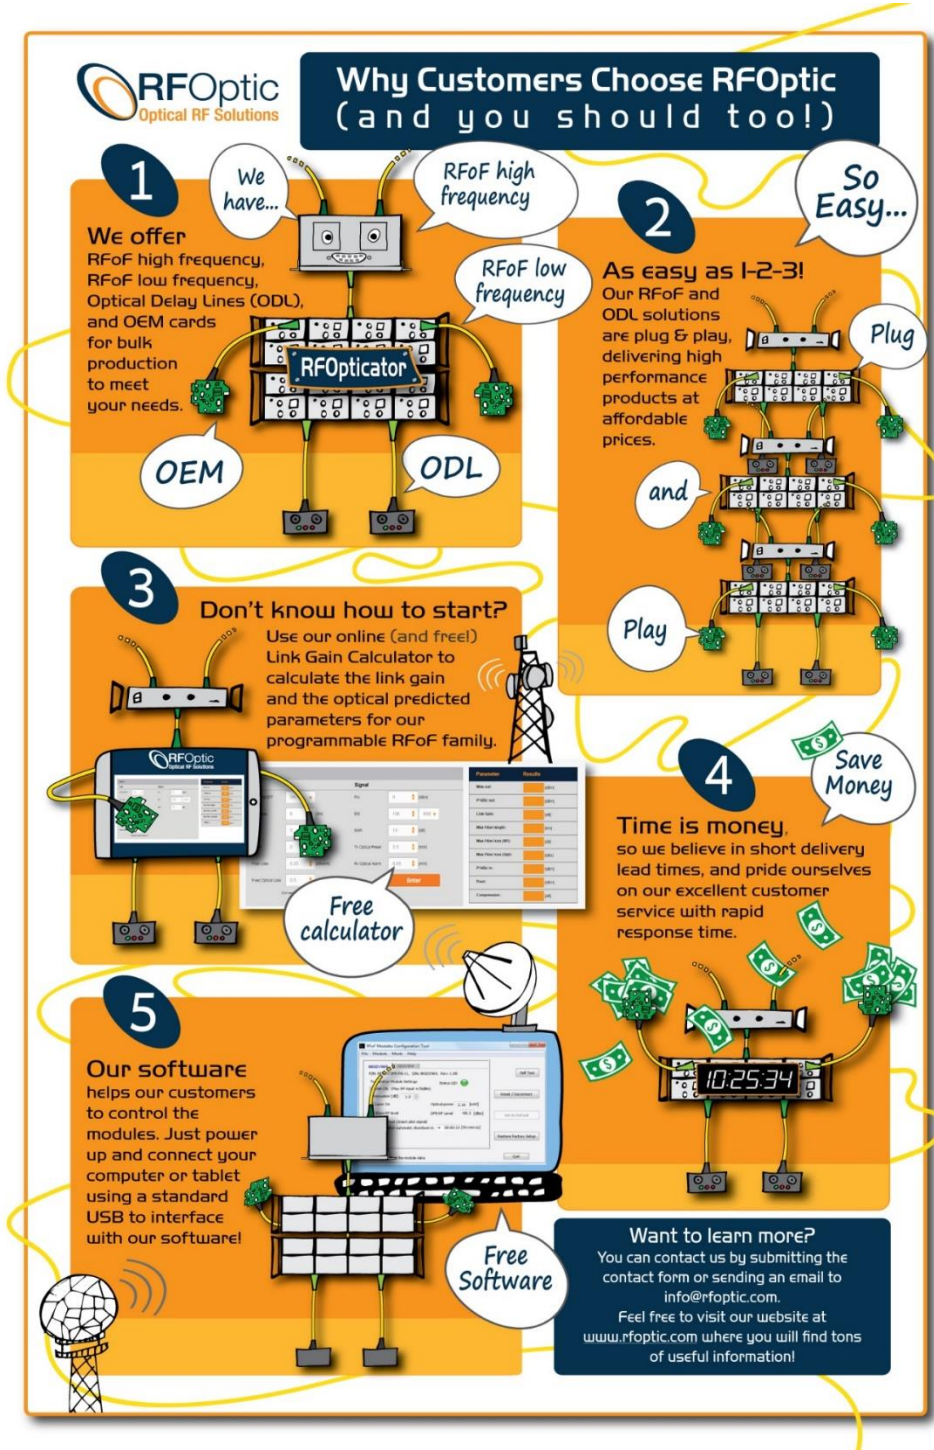 RFOptic
Optical RF Solutions
Why Customers Choose RFOptic
(and you should too!)
1
We have...
RFoF high frequency
RFoF low frequency
We offer
RFoF high frequency,
RFoF low frequency,
Optical Delay Lines (ODL),
and OEM cards
for bulk
production
to meet
your needs.
RFOpticator
OEM
ODL
2
So
Easy...
As easy as 1-2-3!
Our RFoF and
ODL solutions
are plug & play,
delivering high
performance
products at
affordable
prices.
Plug
and
Play
3
Don't know how to start?
Use our online (and free!)
Link Gain Calculator to
calculate the link gain
and the optical predicted
parameters for our
programmable RFoF family.
RFOptic
Optical RF Solutions
Signal
Parameter Results
Enter
Free
calculator
4
Save
Money
Time is money,
so we believe in short delivery
lead times, and pride ourselves
on our excellent customer
service with rapid
response time.
10:25:34
5
Our software
helps our customers
to control the
modules. Just power
up and connect your
computer or tablet
using a standard
USB to interface
with our software!
Free
Software
Want to learn more?
You can contact us by submitting the
contact form or sending an email to
info@rfoptic.com.
Feel free to visit our website at
www.rfoptic.com where you will find tons
of useful information!